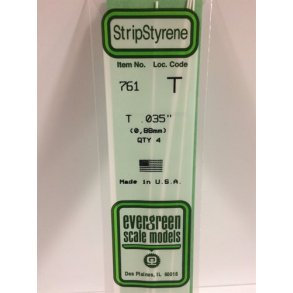 StripStyrene
Item No. Loc. Code
761 T
T .035"
(0,88mm)
QTY 4
Made in U.S.A.
evergreen
scale models
Des Plaines, IL 60018